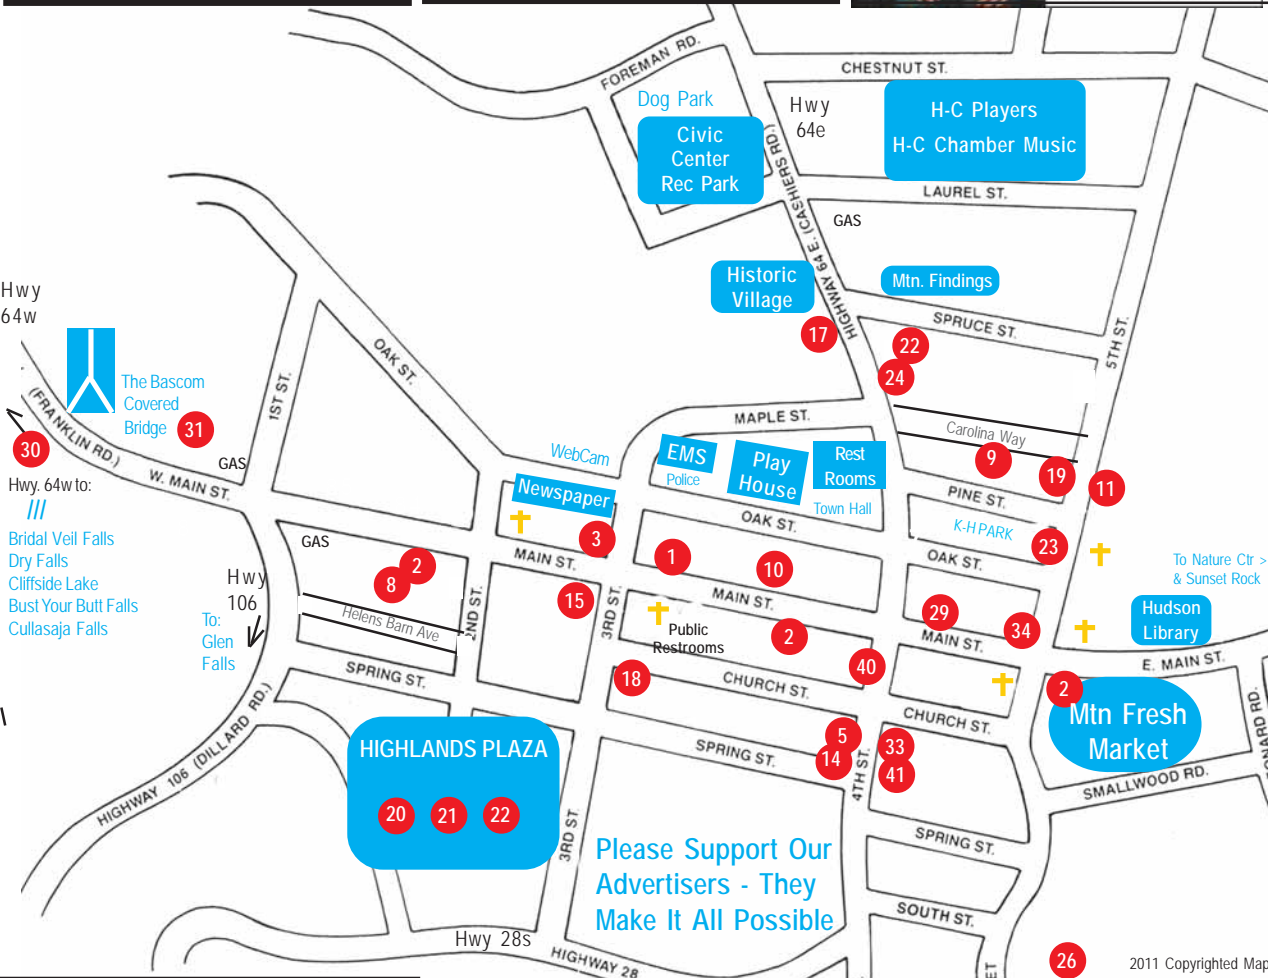 FOREMAN RD.
CHESTNUT ST.
Dog Park
Hwy
64e
H-C Players
H-C Chamber Music
Civic
Center
Rec Park
HIGHWAY 64 E. (CASHIERS RD.)
LAUREL ST.
GAS
Historic
Village
Mtn. Findings
Hwy
64w
17
SPRUCE ST.
5TH ST.
22
24
OAK ST.
The Bascom
Covered
Bridge
31
1ST ST.
(FRANKLIN RD.)
30
MAPLE ST.
Carolina Way
WebCam
EMS
Police
Play
House
Rest
Rooms
Town Hall
9
19
11
GAS
W. MAIN ST.
Hwy. 64w to:
Bridal Veil Falls
Dry Falls
Cliffside Lake
Bust Your Butt Falls
Cullasaja Falls
Newspaper
PINE ST.
K-H PARK
OAK ST.
23
OAK ST.
GAS
MAIN ST.
3
1
10
To Nature Ctr >
& Sunset Rock
Hwy
106
To:
Glen
Falls
2
8
15
MAIN ST.
29
34
Hudson
Library
Helens Barn Ave
2ND ST.
3RD ST.
Public
Restrooms
2
MAIN ST.
E. MAIN ST.
SPRING ST.
18
CHURCH ST.
40
2
Mtn Fresh
Market
HIGHWAY 106 (DILLARD RD.)
HIGHLANDS PLAZA
20
21
22
SPRING ST.
5
14
4TH ST.
33
41
CHURCH ST.
SMALLWOOD RD.
3RD ST.
SPRING ST.
Please Support Our
Advertisers - They
Make It All Possible
SOUTH ST.
Hwy 28s
HIGHWAY 28
26
2011 Copyrighted Map